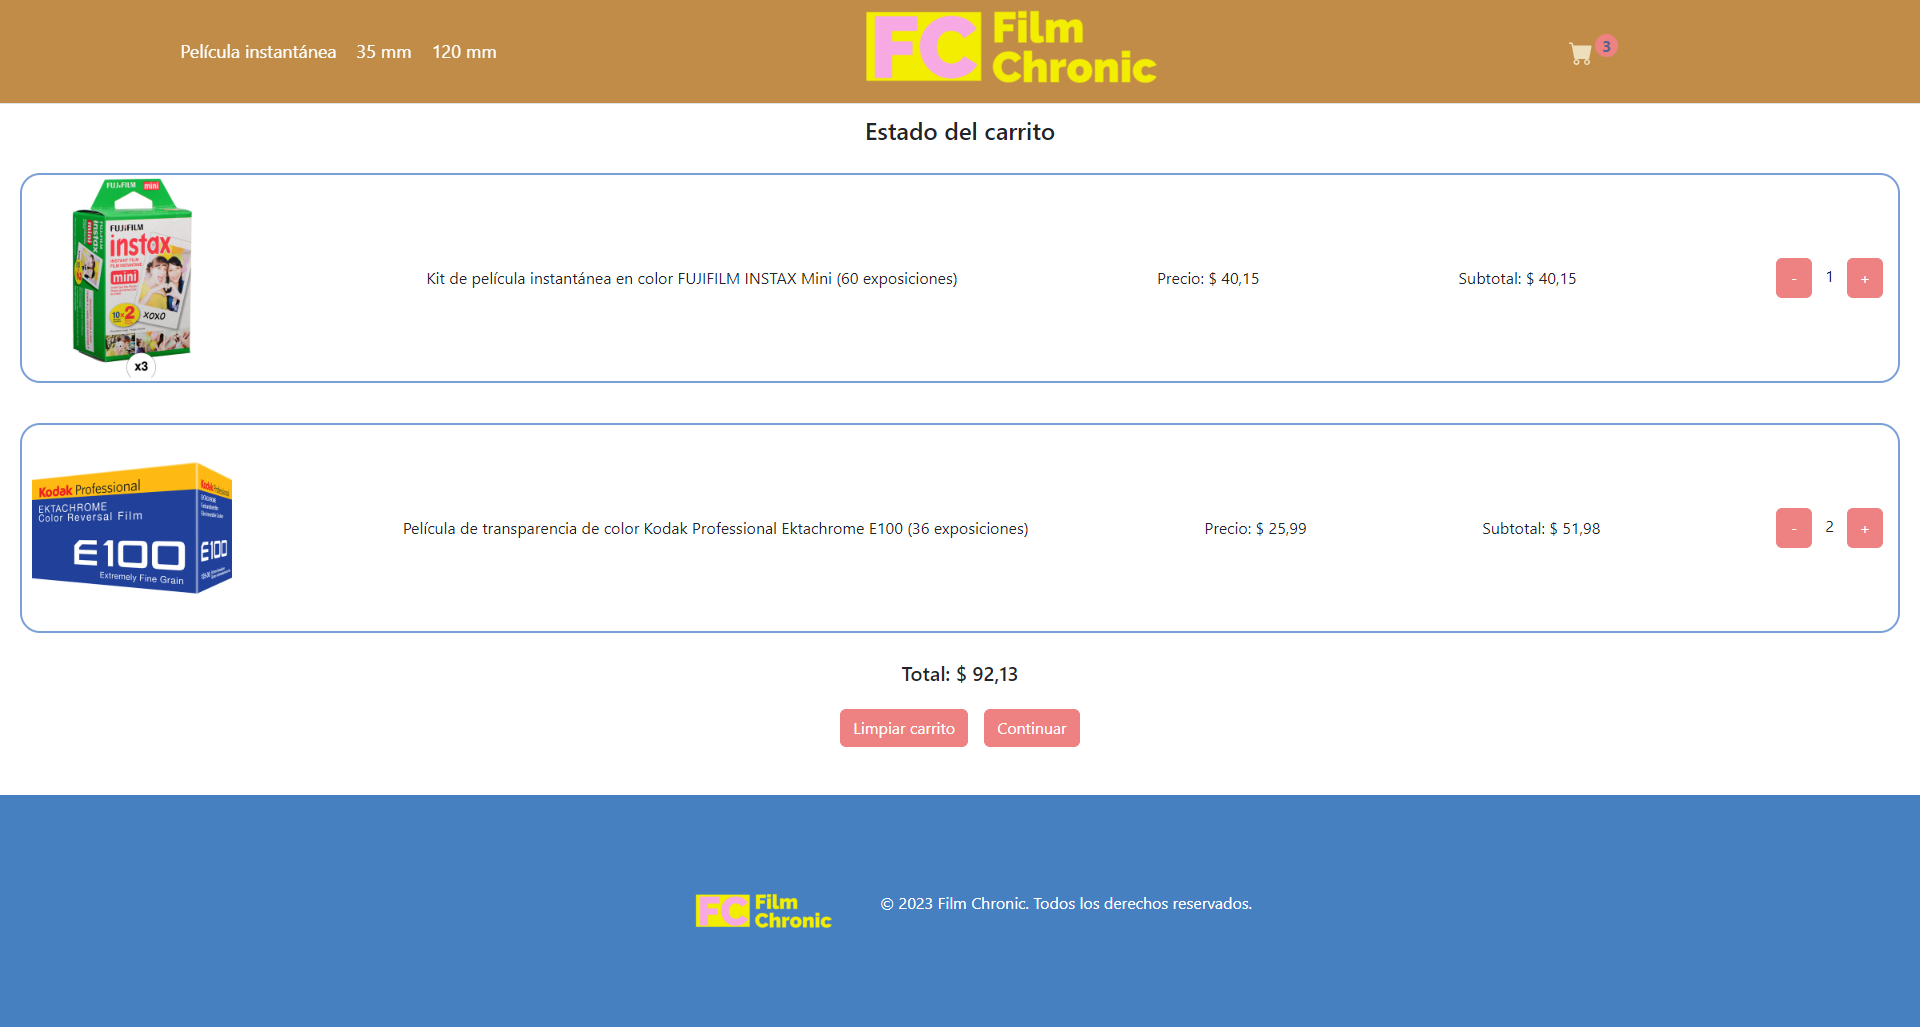 Película instantánea 35 mm 120 mm
FC Film
Chronic
3
Estado del carrito
FUJIFILM mini
FUJIFILM
instax
mini
10×2 XOXO
x3
Kit de película instantánea en color FUJIFILM INSTAX Mini (60 exposiciones) Precio: $ 40,15 Subtotal: $ 40,15 - 1 +
Kodak Professional
EKTACHROME
Color Reversal Film
E100 E100
Extremely Fine Grain
Película de transparencia de color Kodak Professional Ektachrome E100 (36 exposiciones) Precio: $ 25,99 Subtotal: $ 51,98 - 2 +
Total: $ 92,13
Limpiar carrito Continuar
FC Film
Chronic
© 2023 Film Chronic. Todos los derechos reservados.